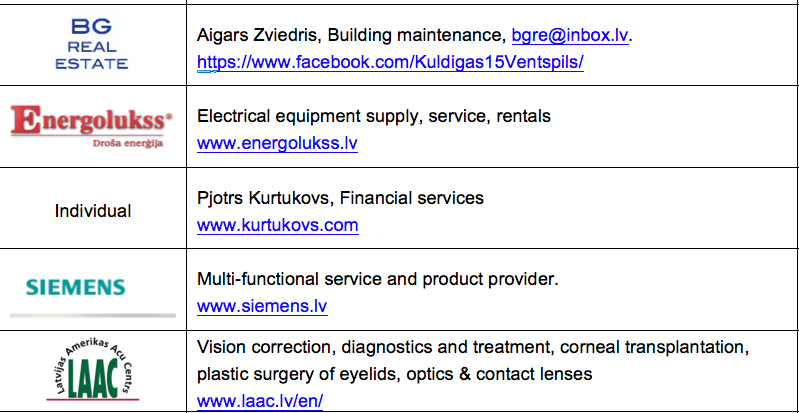 BG
REAL
ESTATE
Aigars Zviedris, Building maintenance, bgre@inbox.lv.
https://www.facebook.com/Kuldigas15Ventspils/
Energolukss®
Droša enerģija
Electrical equipment supply, service, rentals
www.energolukss.lv
Individual
Pjotrs Kurtukovs, Financial services
www.kurtukovs.com
SIEMENS
Multi-functional service and product provider.
www.siemens.lv
Latvijas Amerikas Acu Centrs
LAAC
Vision correction, diagnostics and treatment, corneal transplantation,
plastic surgery of eyelids, optics & contact lenses
www.laac.lv/en/